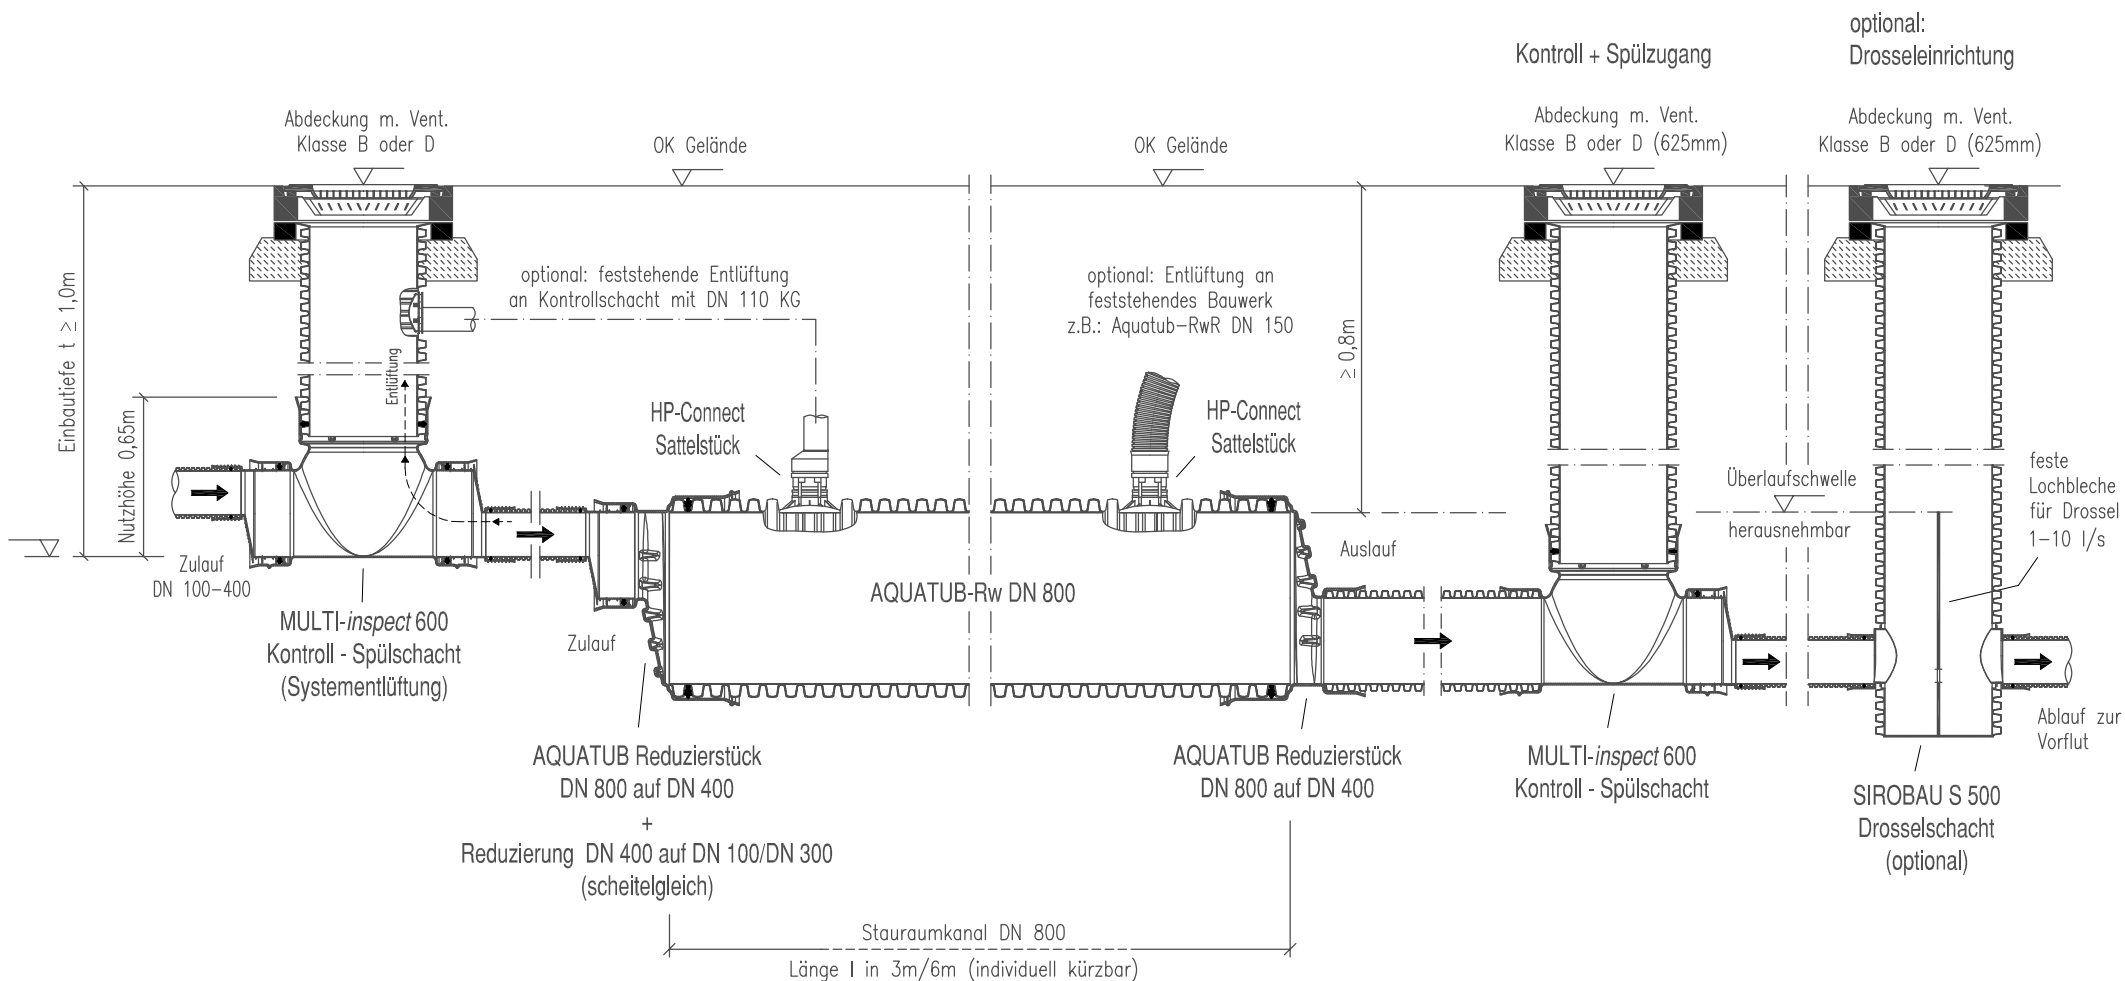 optional:
Drosseleinrichtung
Kontroll + Spülzugang
Abdeckung m. Vent.
Klasse B oder D
OK Gelände
OK Gelände
Abdeckung m. Vent.
Klasse B oder D (625mm)
Abdeckung m. Vent.
Klasse B oder D (625mm)
Einbautiefe t ≥ 1,0m
Nutzhöhe 0,65m
Entlüftung
optional: feststehende Entlüftung
an Kontrollschacht mit DN 110 KG
optional: Entlüftung an
feststehendes Bauwerk
z.B.: Aquatub-RwR DN 150
≥ 0,8m
HP-Connect
Sattelstück
HP-Connect
Sattelstück
Überlaufschwelle
herausnehmbar
feste
Lochbleche
für Drossel
1-10 l/s
Zulauf
DN 100-400
MULTI-inspect 600
Kontroll - Spülschacht
(Systementlüftung)
Zulauf
AQUATUB-Rw DN 800
Auslauf
Ablauf zur
Vorflut
AQUATUB Reduzierstück
DN 800 auf DN 400
+
Reduzierung DN 400 auf DN 100/DN 300
(scheitelgleich)
AQUATUB Reduzierstück
DN 800 auf DN 400
MULTI-inspect 600
Kontroll - Spülschacht
SIROBAU S 500
Drosselschacht
(optional)
Stauraumkanal DN 800
Länge l in 3m/6m (individuell kürzbar)